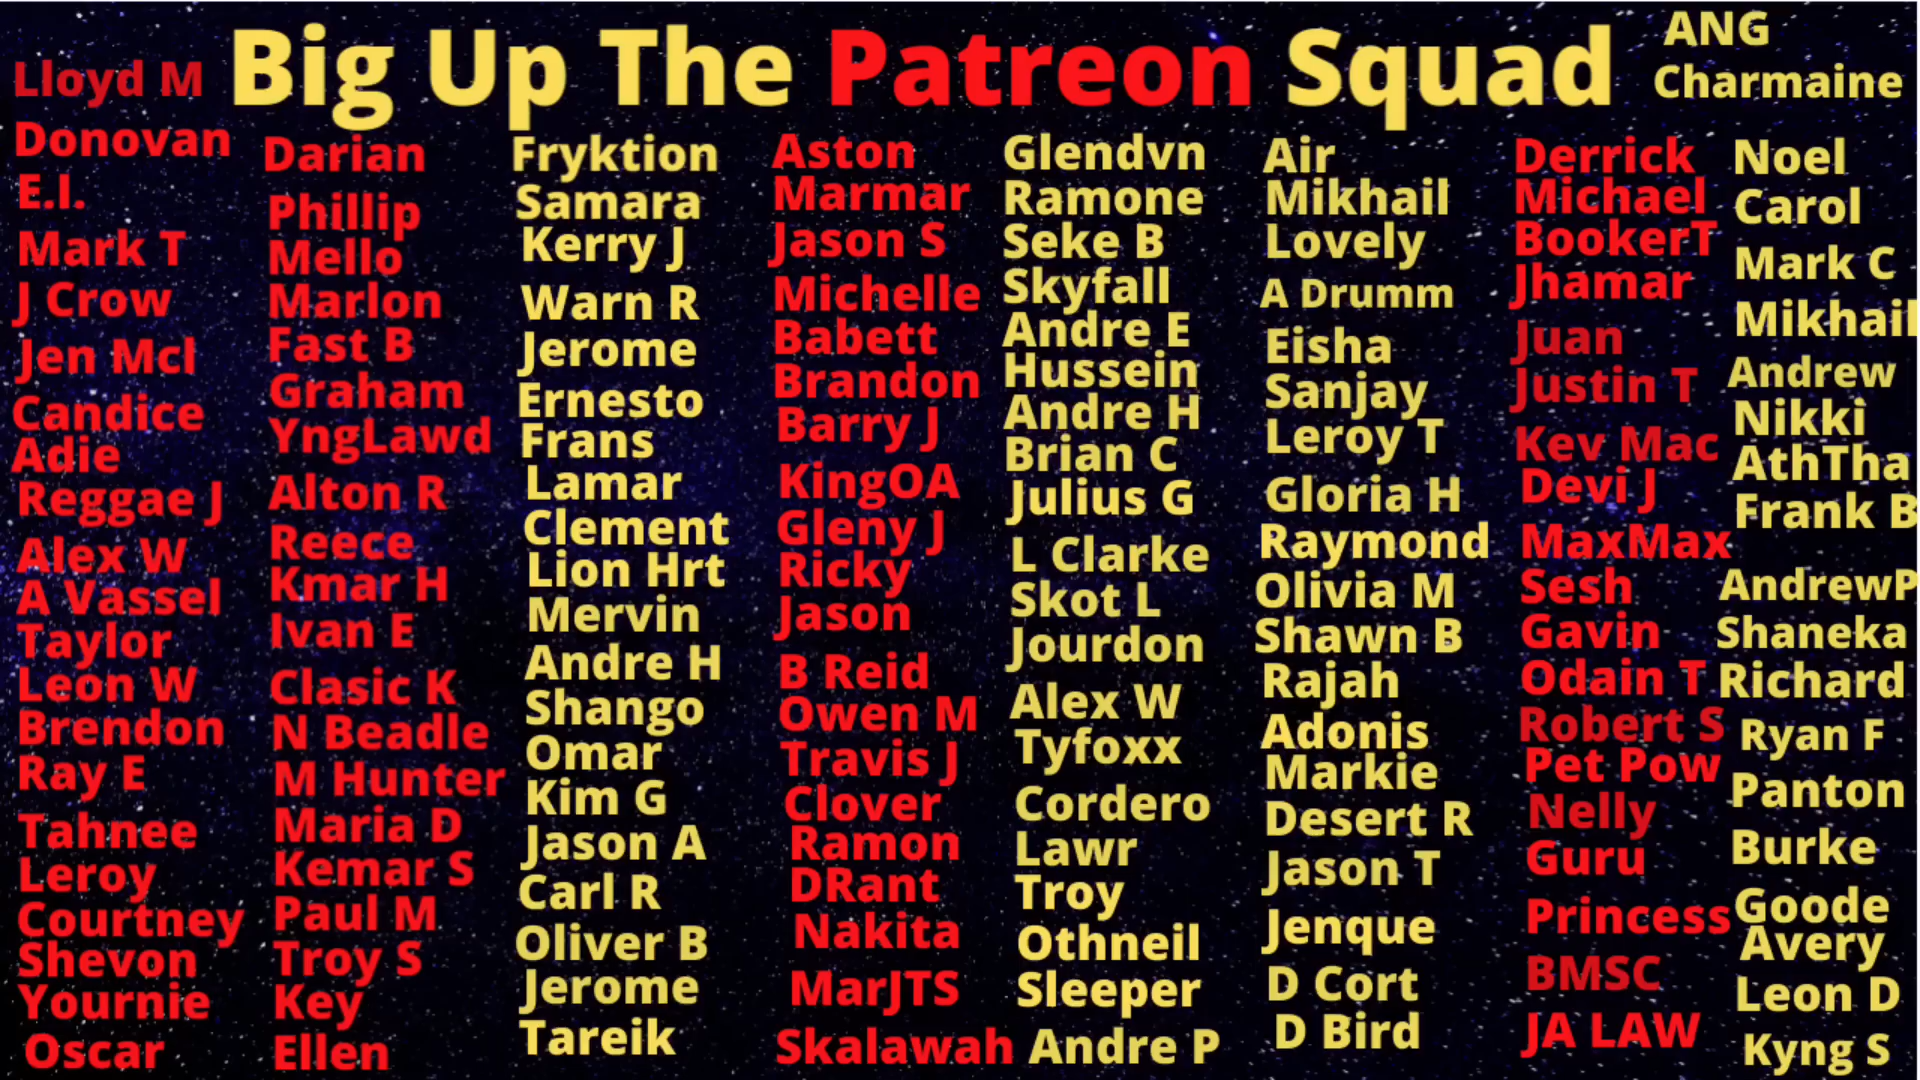 Big Up The Patreon Squad
Lloyd M
Donovan
E.I.
Mark T
J Crow
Jen Mcl
Candice
Adie
Reggae J
Alex W
A Vassel
Taylor
Leon W
Brendon
Ray E
Tahnee
Leroy
Courtney
Shevon
Yournie
Oscar
Darian
Phillip
Mello
Marlon
Fast B
Graham
YngLawd
Alton R
Reece
Kmar H
Ivan E
Clasic K
N Beadle
M Hunter
Maria D
Kemar S
Paul M
Troy S
Key
Ellen
Fryktion
Samara
Kerry J
Warn R
Jerome
Ernesto
Frans
Lamar
Clement
Lion Hrt
Mervin
Andre H
Shango
Omar
Kim G
Jason A
Carl R
Oliver B
Jerome
Tareik
Aston
Marmar
Jason S
Michelle
Babett
Brandon
Barry J
KingOA
Gleny J
Ricky
Jason
B Reid
Owen M
Travis J
Clover
Ramon
DRant
Nakita
MarJTS
Skalawah
Glendvn
Ramone
Seke B
Skyfall
Andre E
Hussein
Andre H
Brian C
Julius G
L Clarke
Skot L
Jourdon
Alex W
Tyfoxx
Cordero
Lawr
Troy
Othneil
Sleeper
Andre P
Air
Mikhail
Lovely
A Drumm
Eisha
Sanjay
Leroy T
Gloria H
Raymond
Olivia M
Shawn B
Rajah
Adonis
Markie
Desert R
Jason T
Jenque
D Cort
D Bird
Derrick
Michael
BookerT
Jhamar
Juan
Justin T
Kev Mac
Devi J
MaxMax
Sesh
Gavin
Odain T
Robert S
Pet Pow
Nelly
Guru
Princess
BMSC
JA LAW
ANG
Charmaine
Noel
Carol
Mark C
Mikhail
Andrew
Nikki
AthTha
Frank B
AndrewP
Shaneka
Richard
Ryan F
Panton
Burke
Goode
Avery
Leon D
Kyng S